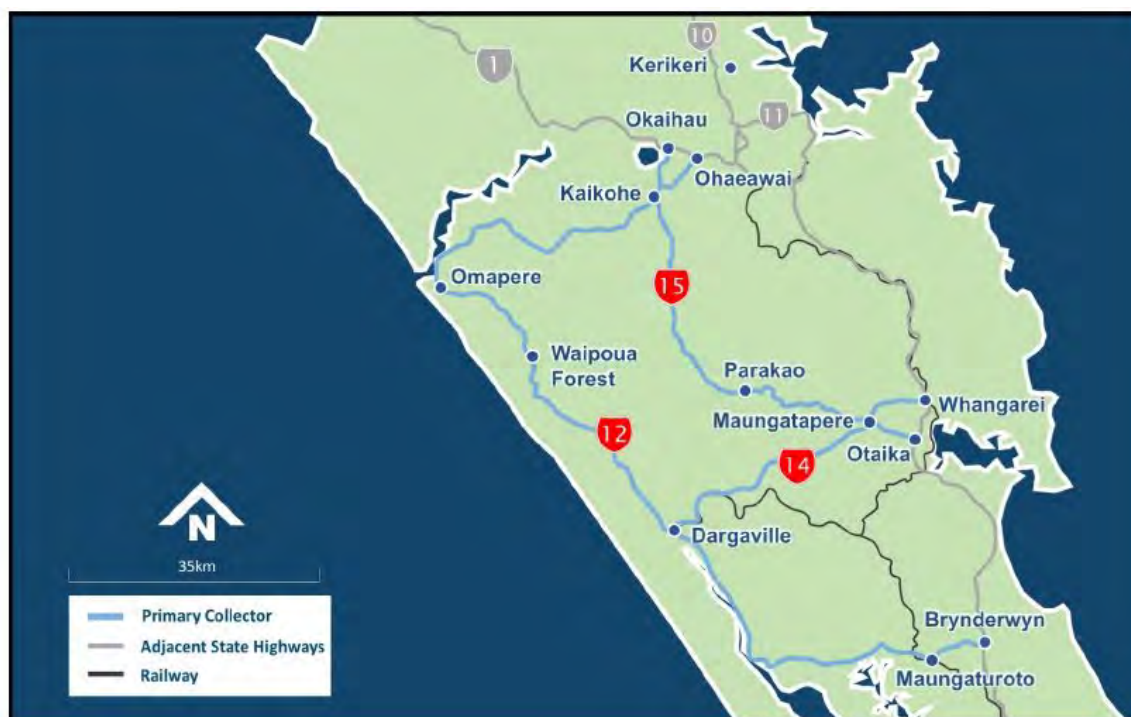 10
Kerikeri
1
11
Okaihau
Ohaeawai
Kaikohe
Omapere
15
Waipoua
Forest
Parakao
Whangarei
Maungatapere
12
Otaika
14
N
Dargaville
35km
Primary Collector
Adjacent State Highways
Railway
Brynderwyn
Maungaturoto